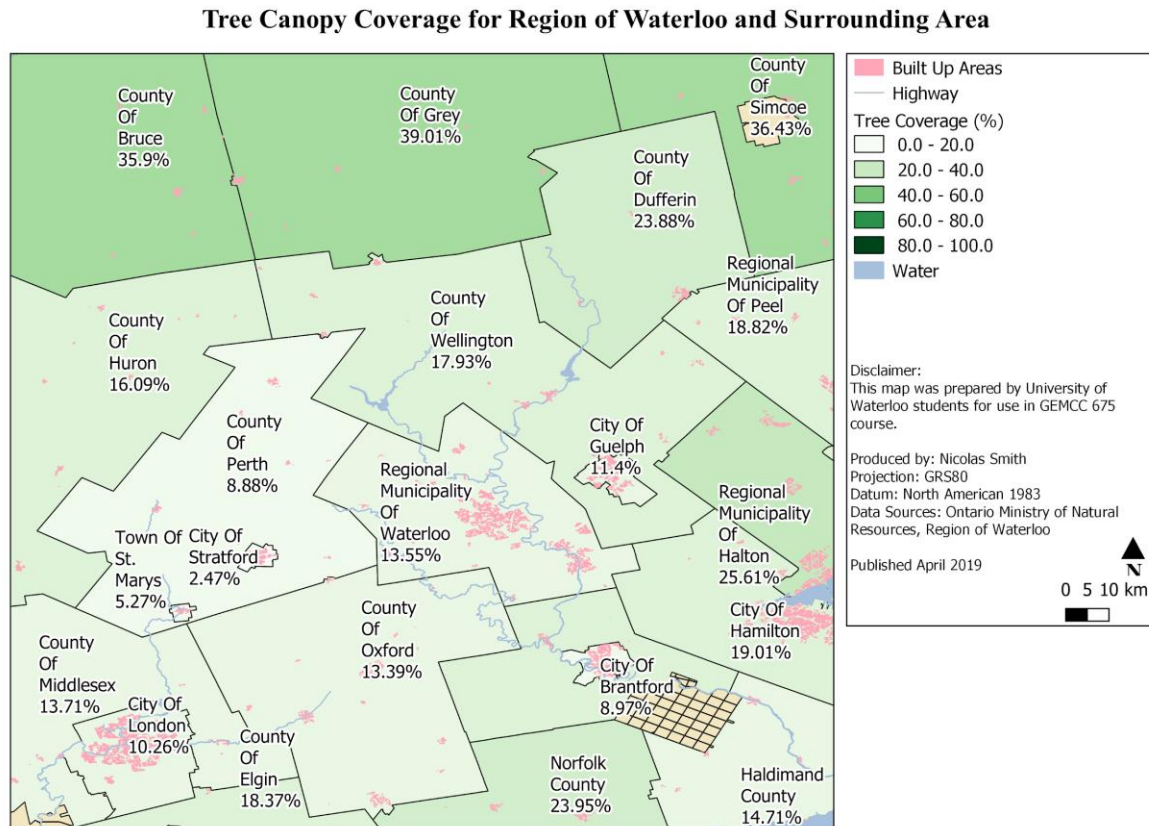 Tree Canopy Coverage for Region of Waterloo and Surrounding Area
County
Of
Bruce
35.9%
County
Of Grey
39.01%
County
Of
Simcoe
36.43%
County
Of
Dufferin
23.88%
Regional
Municipality
Of Peel
18.82%
County
Of
Huron
16.09%
County
Of
Wellington
17.93%
County
Of
Perth
8.88%
City Of
Guelph
11.4%
Regional
Municipality
Of
Waterloo
13.55%
Regional
Municipality
Of
Halton
25.61%
Town Of
St.
Marys
5.27%
City Of
Stratford
2.47%
City Of
Hamilton
19.01%
County
Of
Middlesex
13.71%
County
Of
Oxford
13.39%
City Of
Brantford
8.97%
City Of
London
10.26%
County
Of
Elgin
18.37%
Norfolk
County
23.95%
Haldimand
County
14.71%
Built Up Areas
Highway
Tree Coverage (%)
0.0 - 20.0
20.0 - 40.0
40.0 - 60.0
60.0 - 80.0
80.0 - 100.0
Water
Disclaimer:
This map was prepared by University of
Waterloo students for use in GEMCC 675
course.
Produced by: Nicolas Smith
Projection: GRS80
Datum: North American 1983
Data Sources: Ontario Ministry of Natural
Resources, Region of Waterloo
Published April 2019
N
0 5 10 km